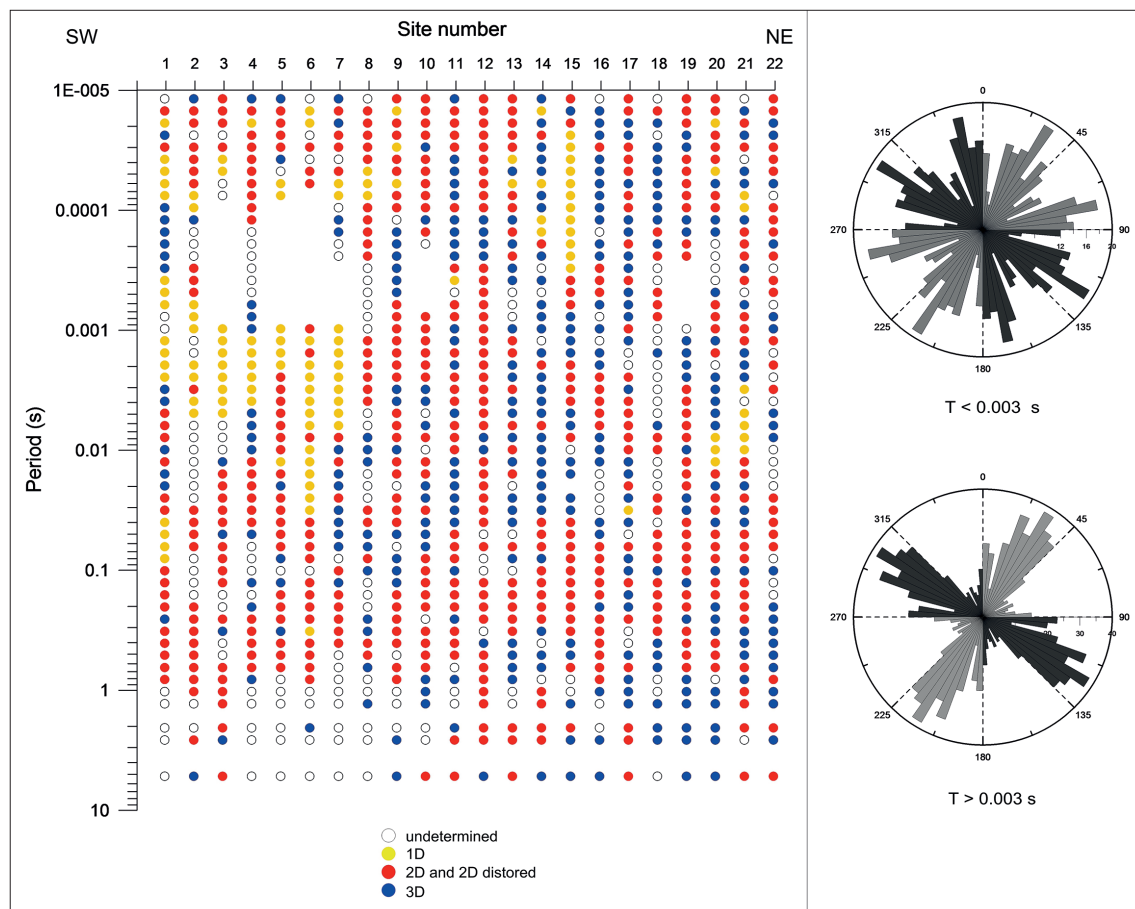 Site number
SW
NE
1 2 3 4 5 6 7 8 9 10 11 12 13 14 15 16 17 18 19 20 21 22
1E-005
0.0001
0.001
0.01
0.1
1
10
Period (s)
undetermined
1D
2D and 2D distored
3D
0
45
90
135
180
225
270
315
12 16 20
T < 0.003 s
0
45
90
135
180
225
270
315
20 30 40
T > 0.003 s